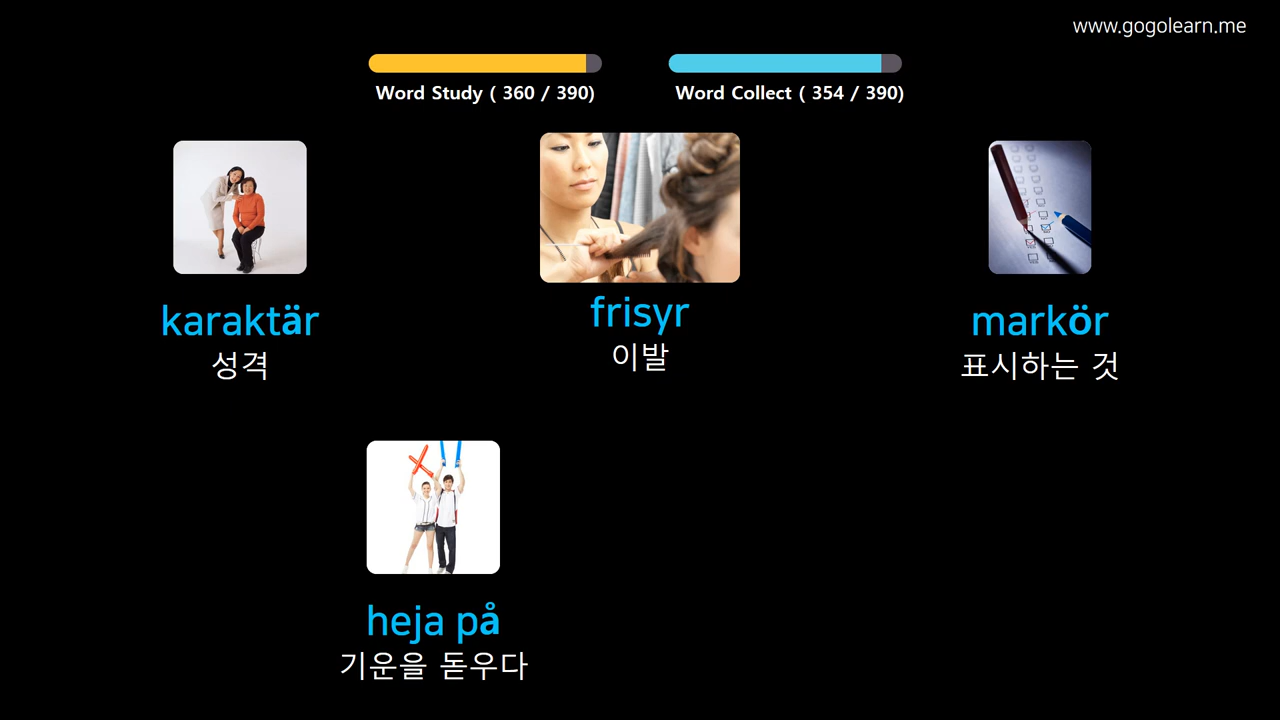 www.gogolearn.me
Word Study ( 360 / 390)
Word Collect ( 354 / 390)
karaktär
성격
frisyr
이발
markör
표시하는 것
heja på
기운을 돋우다